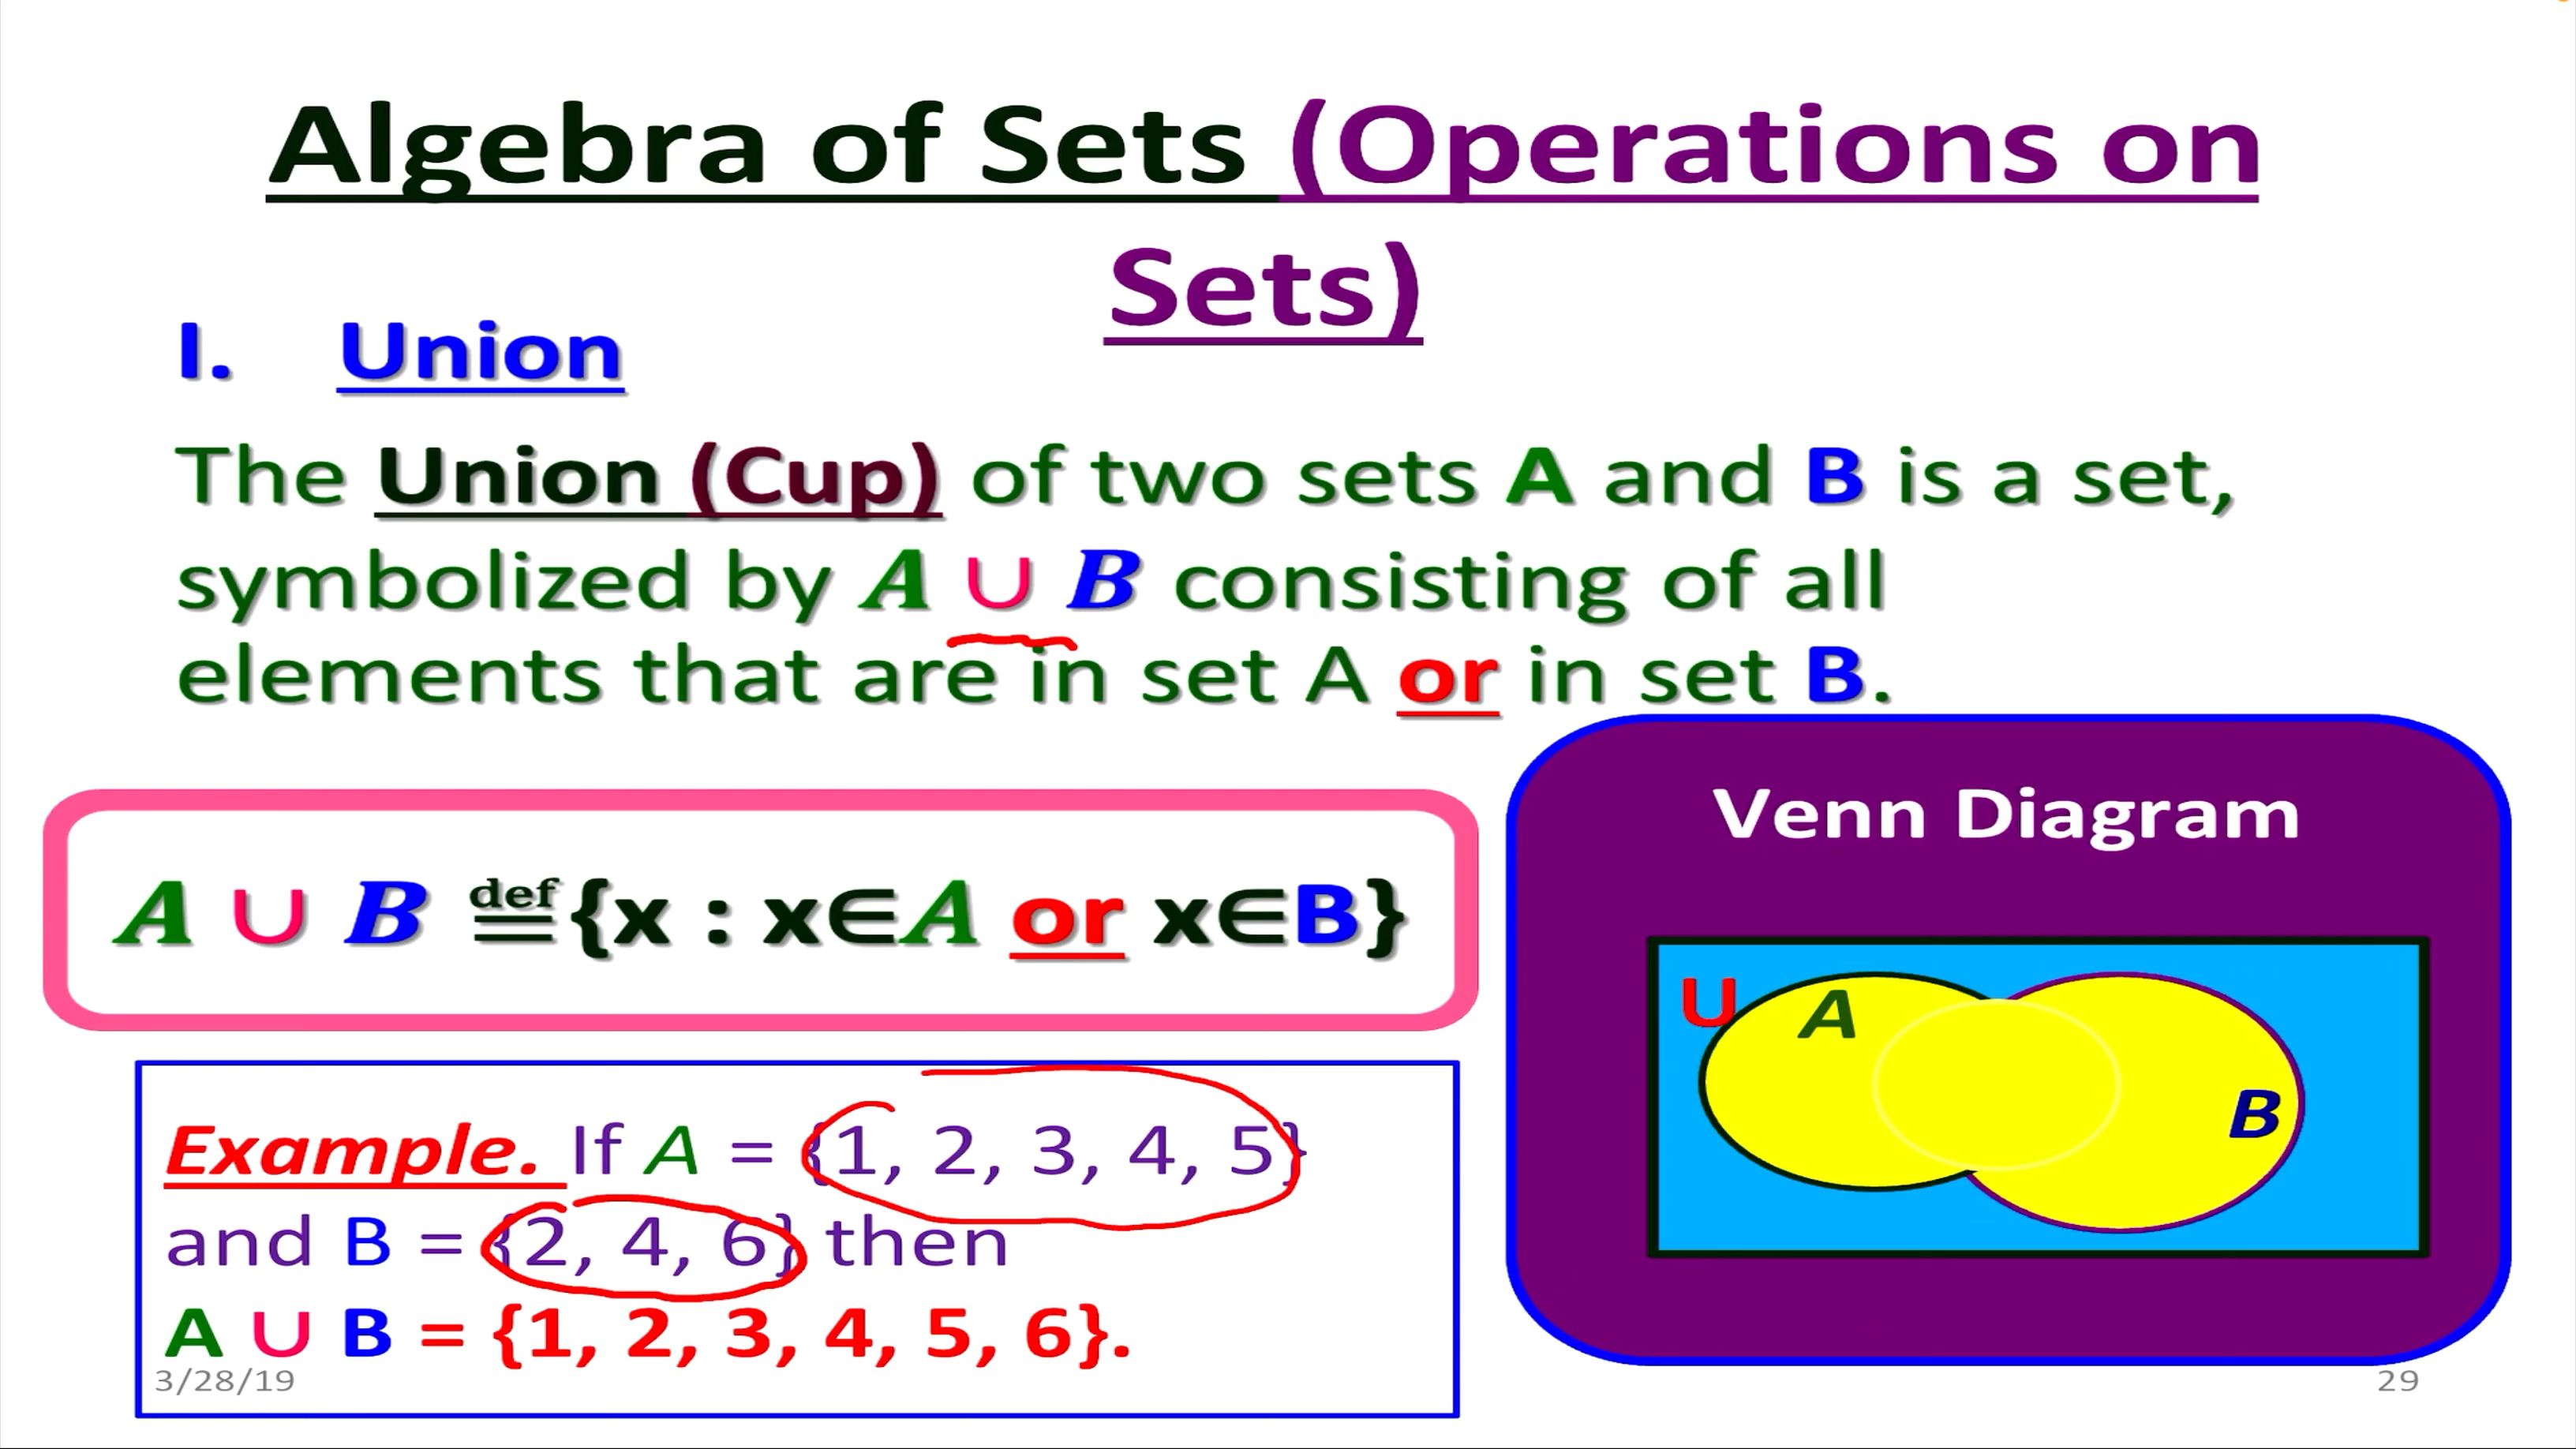 Algebra of Sets (Operations on
Sets)
I. Union
The Union (Cup) of two sets A and B is a set,
symbolized by A ∪ B consisting of all
elements that are in set A or in set B.
A ∪ B ≝ {x : x∈A or x∈B}
Venn Diagram
U
A
B
Example. If A = {1, 2, 3, 4, 5}
and B = {2, 4, 6} then
A ∪ B = {1, 2, 3, 4, 5, 6}.
3/28/19
29